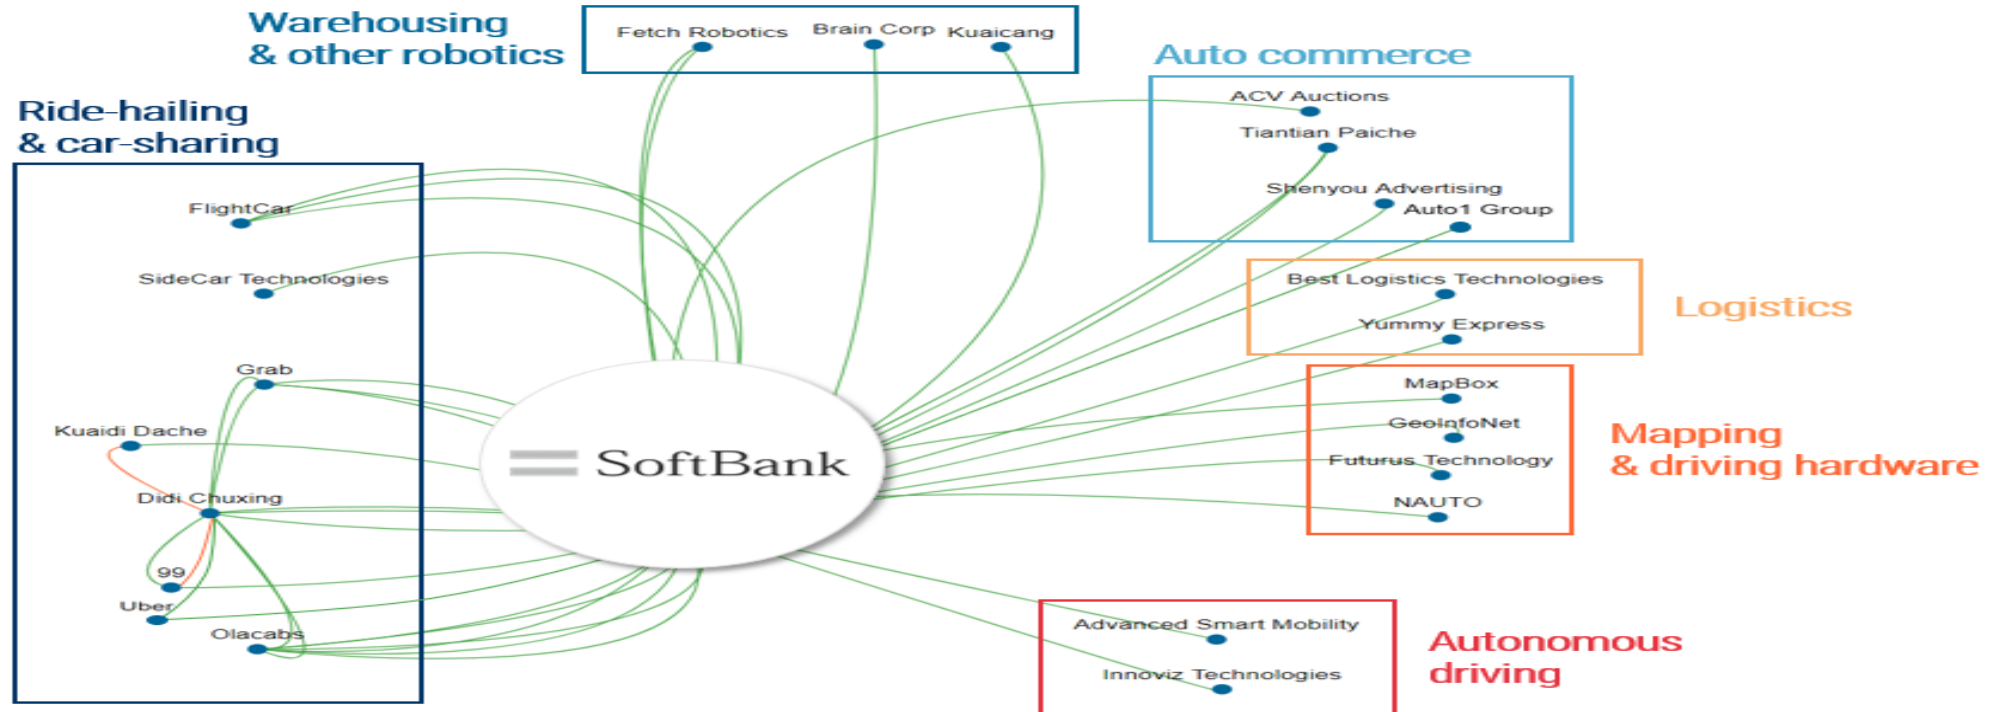 Warehousing
& other robotics
Fetch Robotics
Brain Corp
Kuaicang
Auto commerce
ACV Auctions
Tiantian Paiche
Shenyou Advertising
Auto1 Group
Ride-hailing
& car-sharing
FlightCar
SideCar Technologies
Grab
Kuaidi Dache
Didi Chuxing
99
Uber
Olacabs
SoftBank
Best Logistics Technologies
Yummy Express
Logistics
MapBox
GeoInfoNet
Futurus Technology
NAUTO
Mapping
& driving hardware
Advanced Smart Mobility
Innoviz Technologies
Autonomous
driving